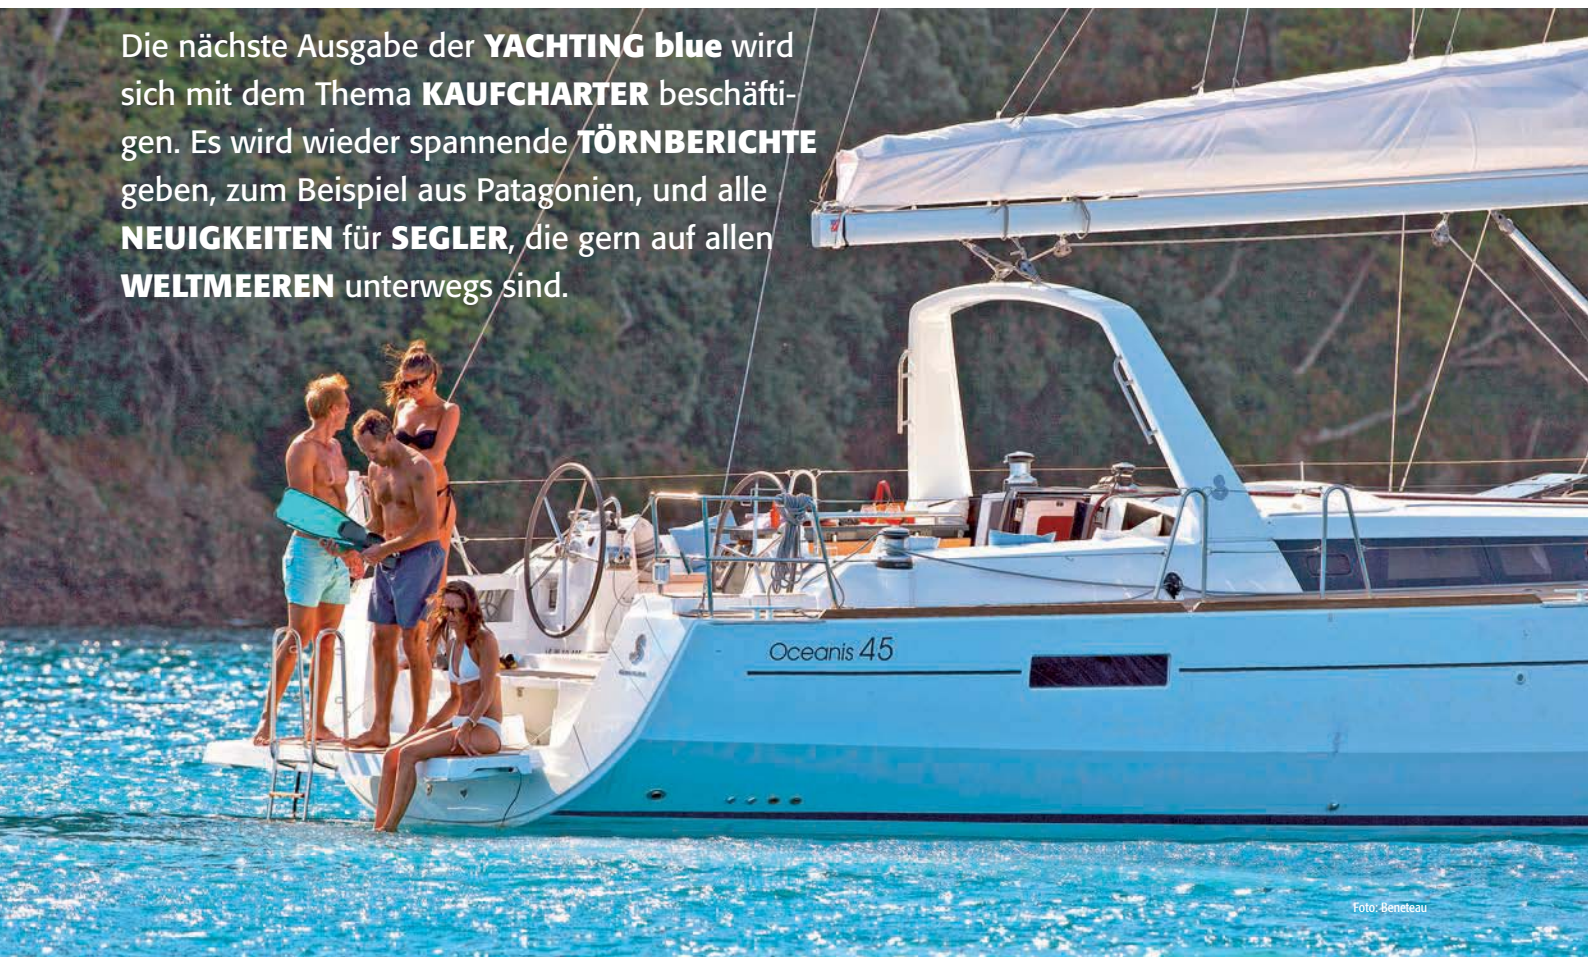 Die nächste Ausgabe der YACHTING blue wird
sich mit dem Thema KAUFCHARTER beschäfti-
gen. Es wird wieder spannende TÖRNBERICHTE
geben, zum Beispiel aus Patagonien, und alle
NEUIGKEITEN für SEGLER, die gern auf allen
WELTMEEREN unterwegs sind.
Oceanis 45
Foto: Beneteau